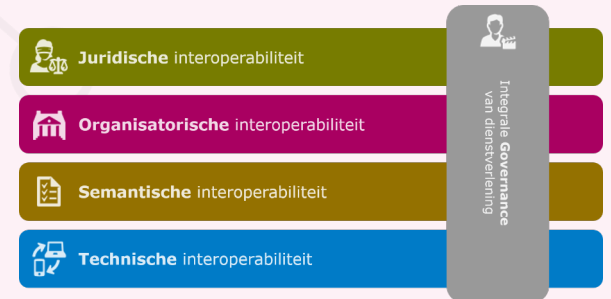 Juridische interoperabiliteit
Organisatorische interoperabiliteit
Semantische interoperabiliteit
Technische interoperabiliteit
Integrale Governance
van dienstverlening